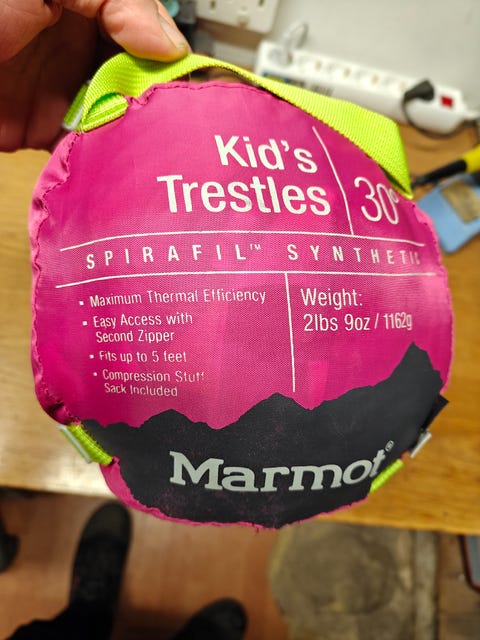 Kid's
Trestles
30°
SPIRAFIL™ SYNTHETIC
▪ Maximum Thermal Efficiency
▪ Easy Access with
Second Zipper
▪ Fits up to 5 feet
▪ Compression Stuff
Sack Included
Weight:
2lbs 9oz / 1162g
Marmot®